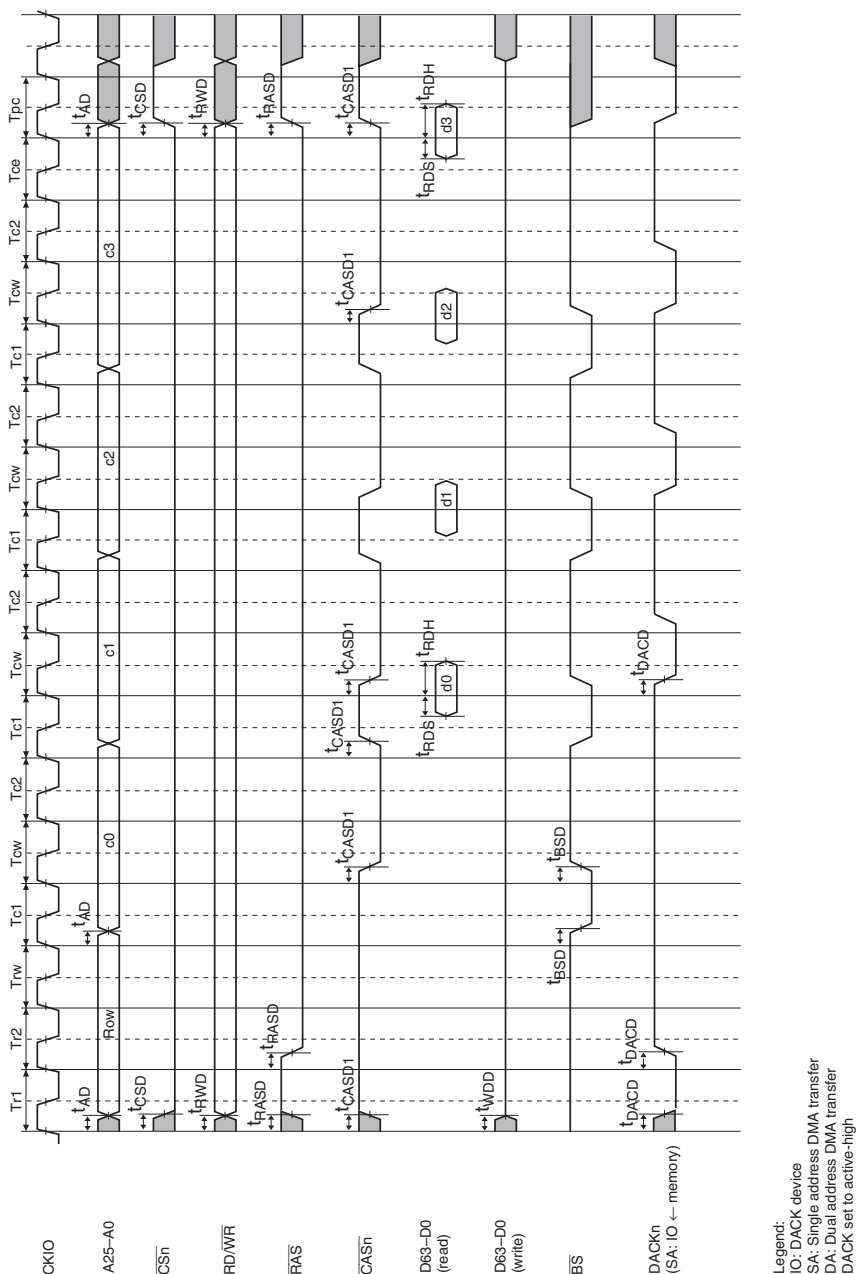 Tr1 Tr2 Trw Tc1 Tcw Tc2 Tc1 Tcw Tc2 Tc1 Tcw Tc2 Tc1 Tcw Tc2 Tce Tpc
CKIO
tAD tAD tAD
A25–A0 Row c0 c1 c2 c3
tCSD tCSD
CSn
tRWD tRWD
RD/WR
tRASD tRASD tRASD
RAS
tCASD1 tCASD1 tCASD1 tCASD1 tCASD1 tCASD1
CASn
tRDS tRDH tRDS tRDH
D63–D0 d0 d1 d2 d3
(read)
tWDD
D63–D0
(write)
tBSD tBSD
BS
tDACD tDACD tDACD
DACKn
(SA: IO ← memory)
Legend:
IO: DACK device
SA: Single address DMA transfer
DA: Dual address DMA transfer
DACK set to active-high